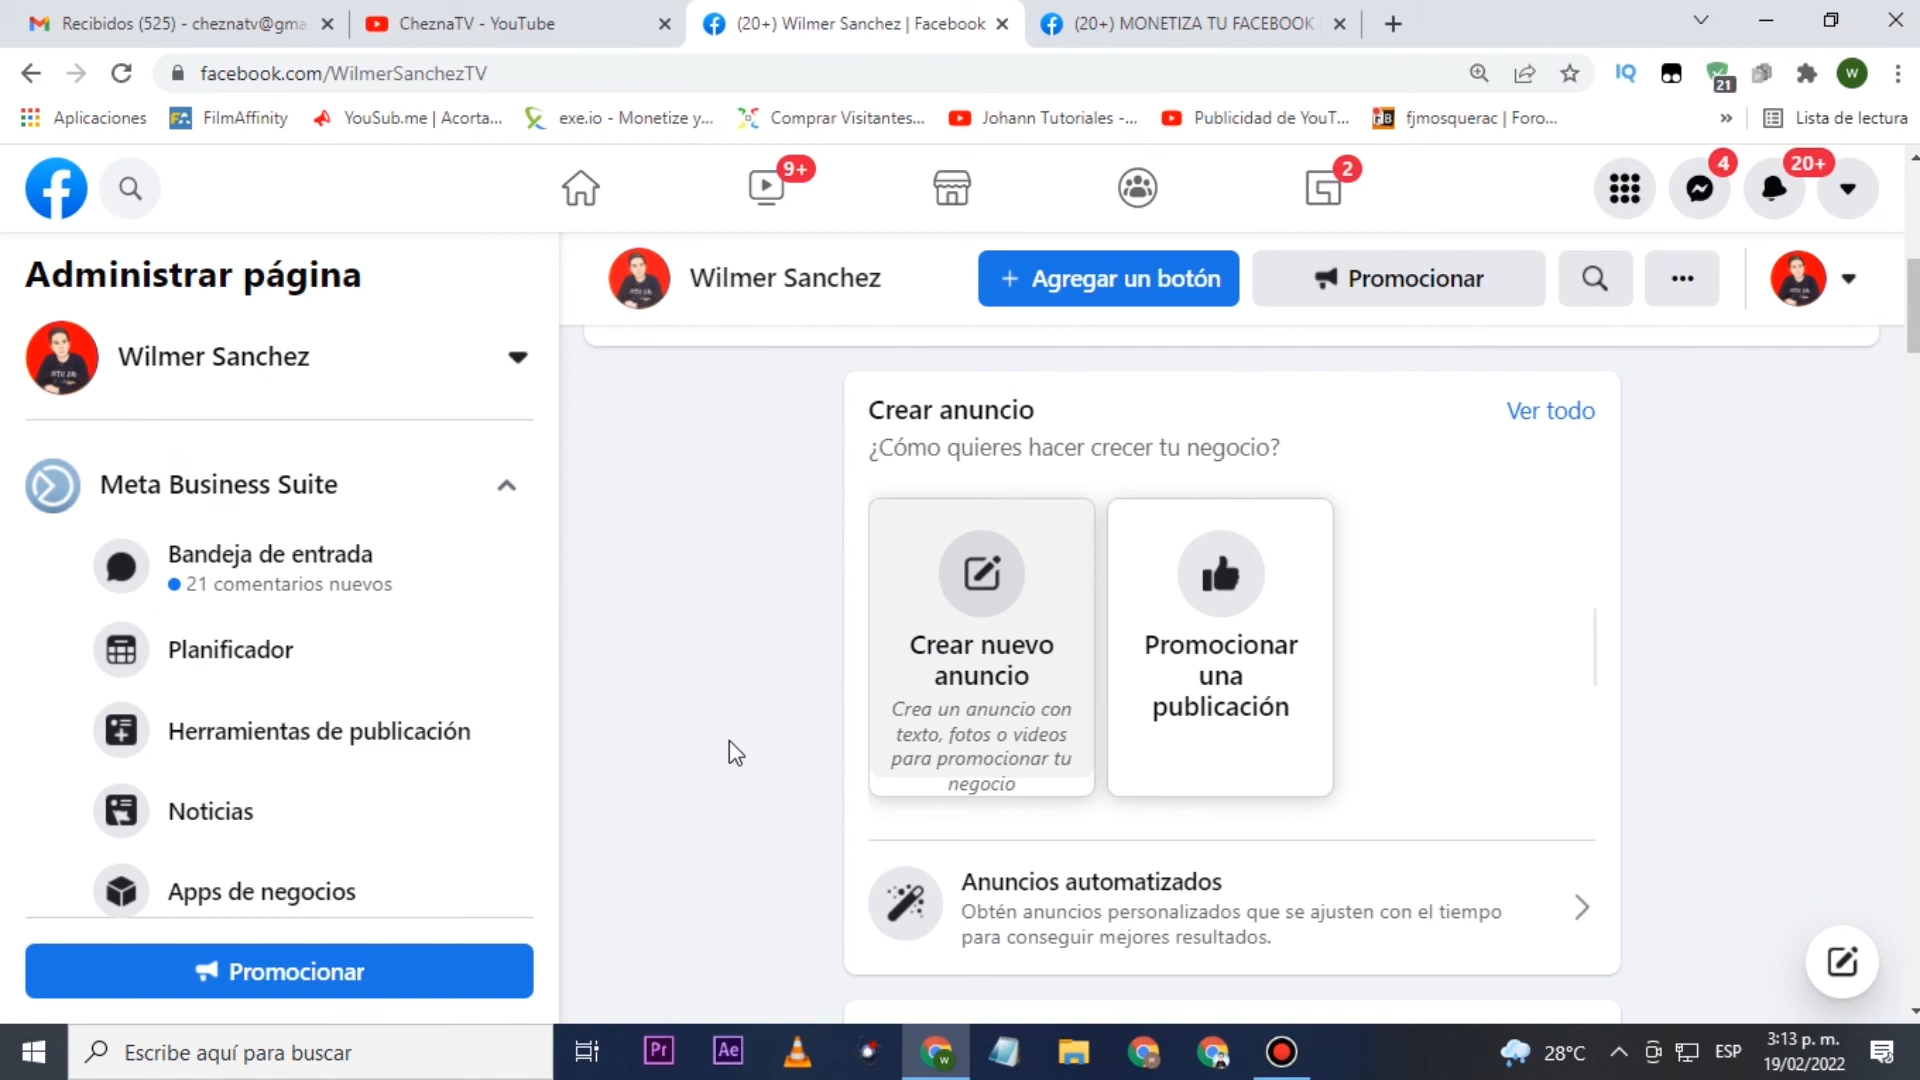 Recibidos (525) - cheznatv@gma
CheznaTV - YouTube
(20+) Wilmer Sanchez | Facebook
(20+) MONETIZA TU FACEBOOK
facebook.com/WilmerSanchezTV
IQ
21
W
Aplicaciones
FilmAffinity
YouSub.me | Acorta...
exe.io - Monetize y...
Comprar Visitantes...
Johann Tutoriales -...
Publicidad de YouT...
fjmosquerac | Foro...
»
Lista de lectura
9+
2
4
20+
Administrar página
Wilmer Sanchez
Agregar un botón
Promocionar
Wilmer Sanchez
Meta Business Suite
Bandeja de entrada
21 comentarios nuevos
Planificador
Herramientas de publicación
Noticias
Apps de negocios
Promocionar
Crear anuncio
Ver todo
¿Cómo quieres hacer crecer tu negocio?
Crear nuevo
anuncio
Crea un anuncio con
texto, fotos o videos
para promocionar tu
negocio
Promocionar
una
publicación
Anuncios automatizados
Obtén anuncios personalizados que se ajusten con el tiempo
para conseguir mejores resultados.
Escribe aquí para buscar
Pr
Ae
28°C
ESP
3:13 p. m.
19/02/2022